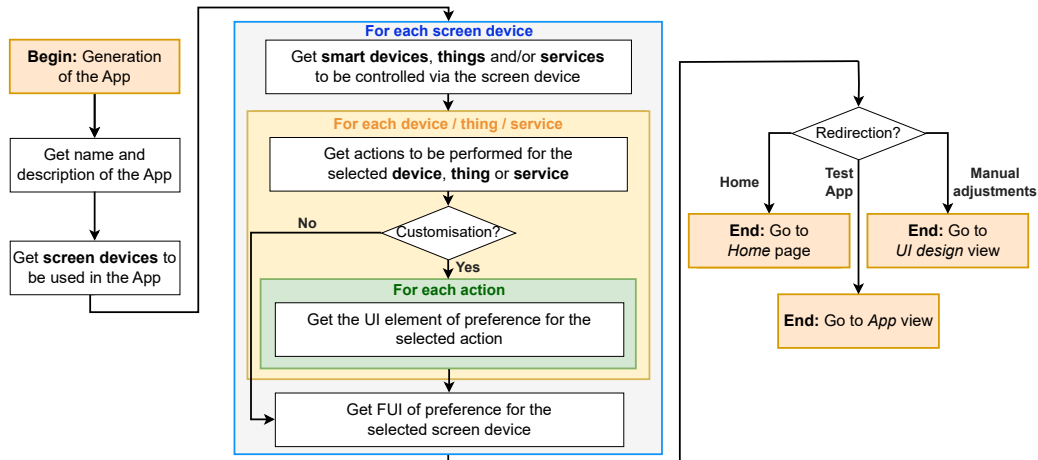 Begin: Generation
of the App
Get name and
description of the App
Get screen devices to
be used in the App
For each screen device
Get smart devices, things and/or services
to be controlled via the screen device
For each device / thing / service
Get actions to be performed for the
selected device, thing or service
Customisation?
No
Yes
For each action
Get the UI element of preference for the
selected action
Get FUI of preference for the
selected screen device
Redirection?
Home
Test
App
Manual
adjustments
End: Go to
Home page
End: Go to
UI design view
End: Go to App view